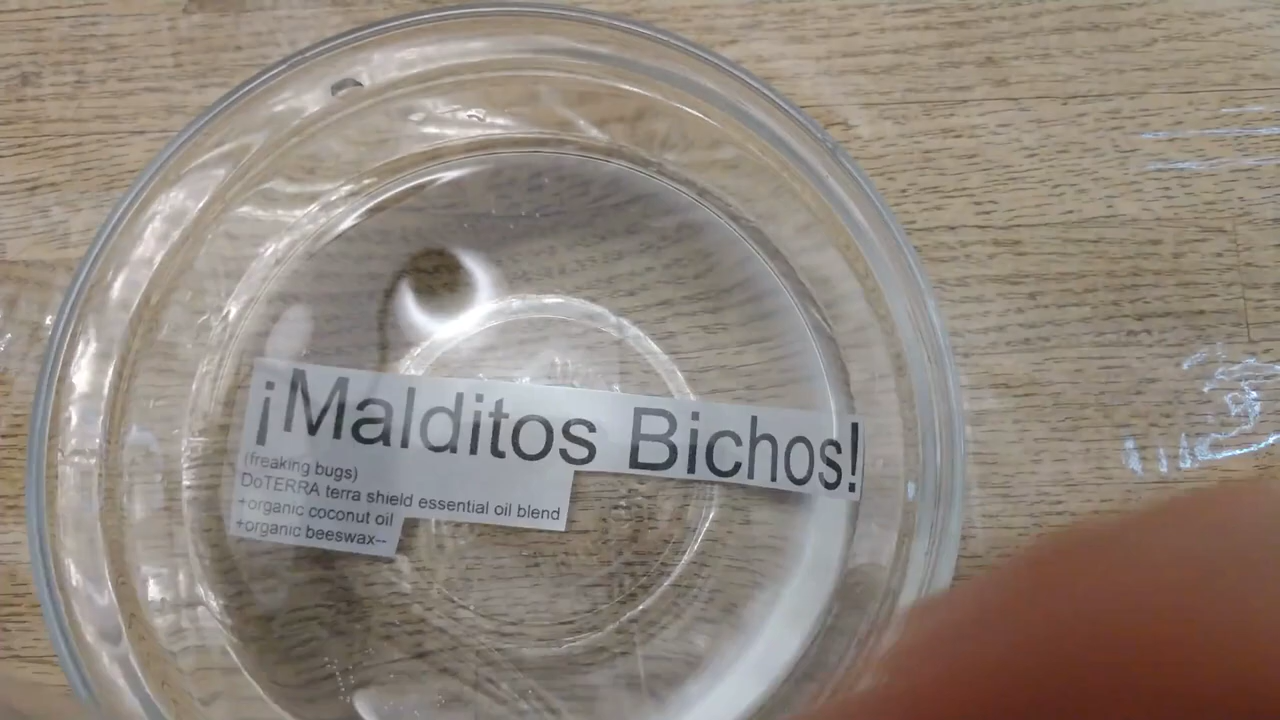 ¡Malditos Bichos!
(freaking bugs)
DoTERRA terra shield essential oil blend
+organic coconut oil
+organic beeswax--